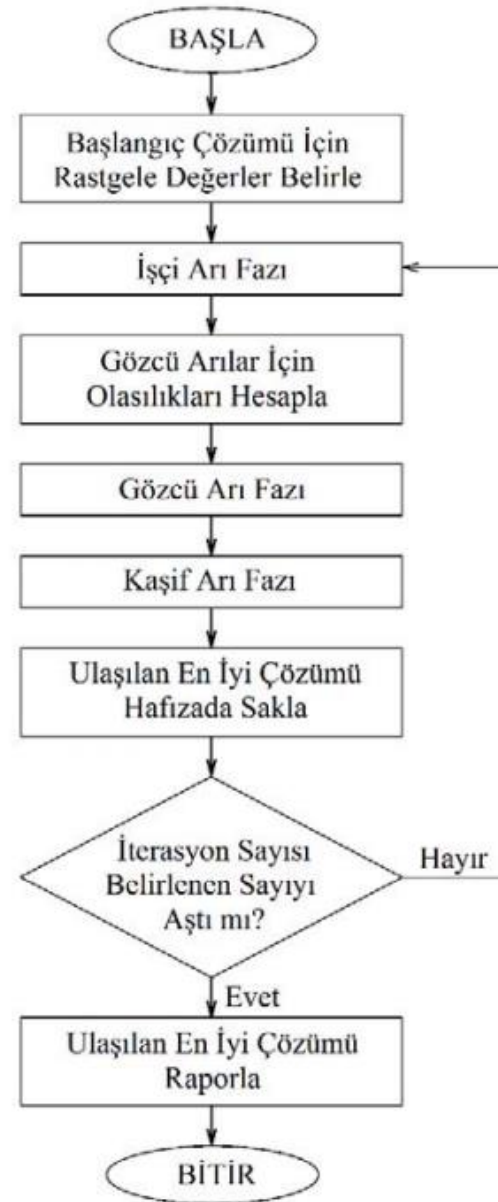 BAŞLA
Başlangıç Çözümü İçin
Rastgele Değerler Belirle
İşçi Arı Fazı
Gözcü Arılar İçin
Olasılıkları Hesapla
Gözcü Arı Fazı
Kaşif Arı Fazı
Ulaşılan En İyi Çözümü
Hafızada Sakla
İterasyon Sayısı
Belirlenen Sayıyı
Aştı mı?
Hayır
Evet
Ulaşılan En İyi Çözümü
Raporla
BİTİR